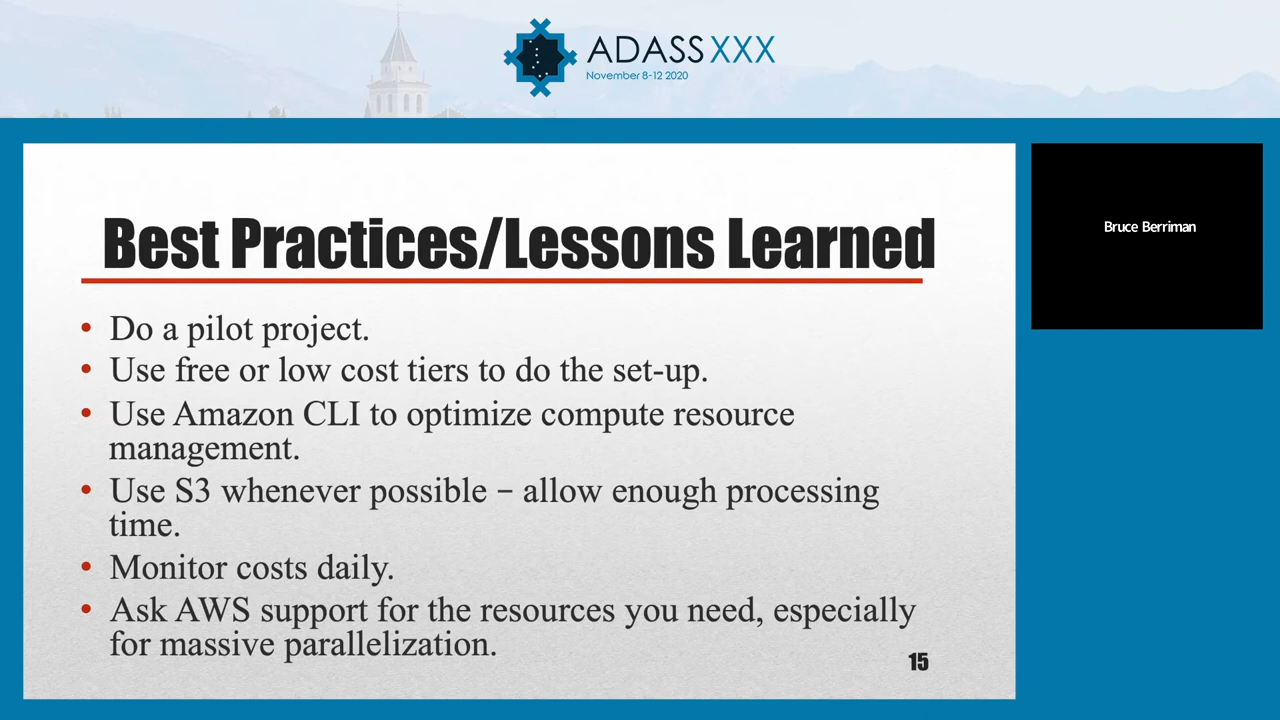 ADASS XXX
November 8-12 2020
Best Practices/Lessons Learned
Bruce Berriman
• Do a pilot project.
• Use free or low cost tiers to do the set-up.
• Use Amazon CLI to optimize compute resource
management.
• Use S3 whenever possible – allow enough processing
time.
• Monitor costs daily.
• Ask AWS support for the resources you need, especially
for massive parallelization.
15